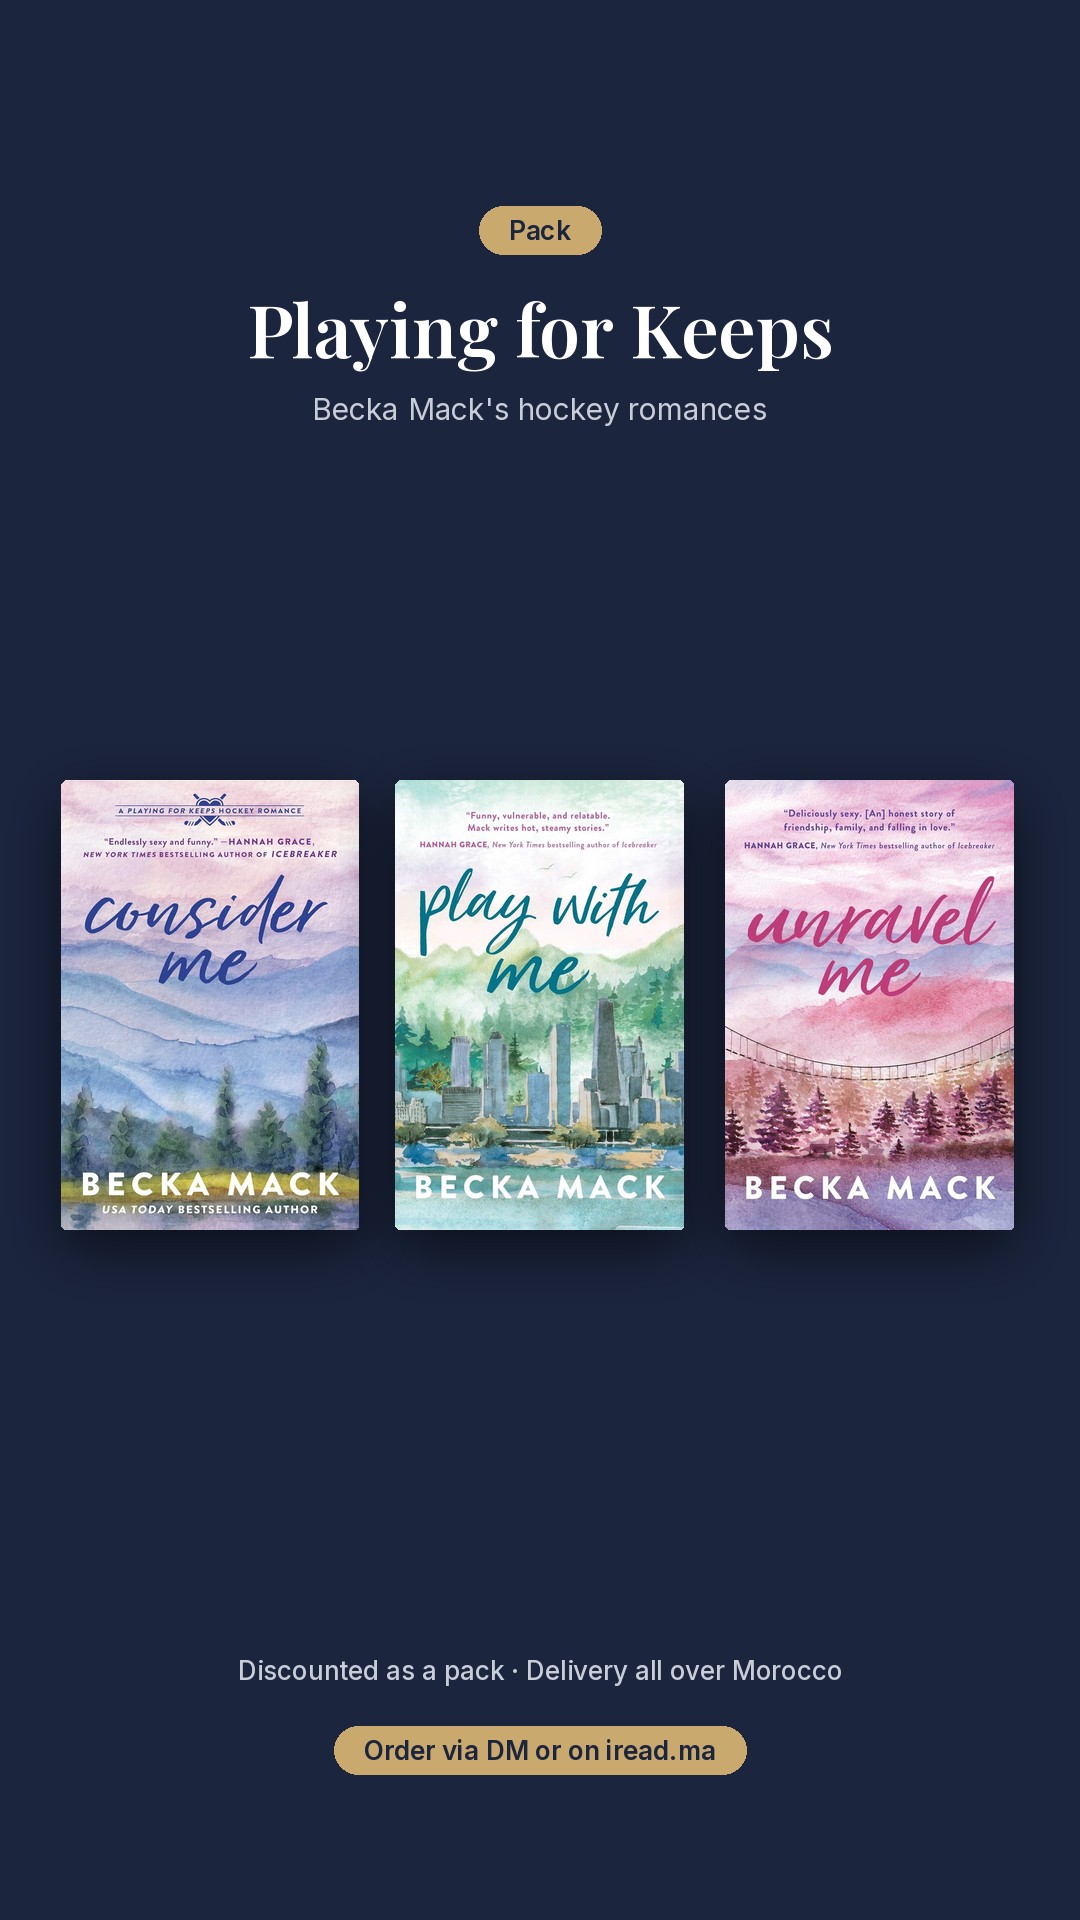 Pack
Playing for Keeps
Becka Mack's hockey romances
A PLAYING FOR KEEPS HOCKEY ROMANCE
“Endlessly sexy and funny.” —HANNAH GRACE,
NEW YORK TIMES BESTSELLING AUTHOR OF ICEBREAKER
consider
me
BECKA MACK
USA TODAY BESTSELLING AUTHOR
“Funny, vulnerable, and relatable.
Mack writes hot, steamy stories.”
HANNAH GRACE, New York Times bestselling author of Icebreaker
play with
me
BECKA MACK
“Deliciously sexy. [An] honest story of
friendship, family, and falling in love.”
HANNAH GRACE, New York Times bestselling author of Icebreaker
unravel
me
BECKA MACK
Discounted as a pack · Delivery all over Morocco
Order via DM or on iread.ma